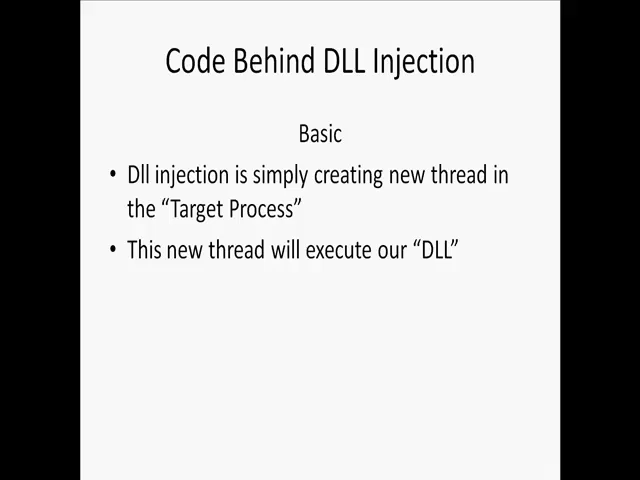 Code Behind DLL Injection
Basic
• Dll injection is simply creating new thread in
the “Target Process”
• This new thread will execute our “DLL”